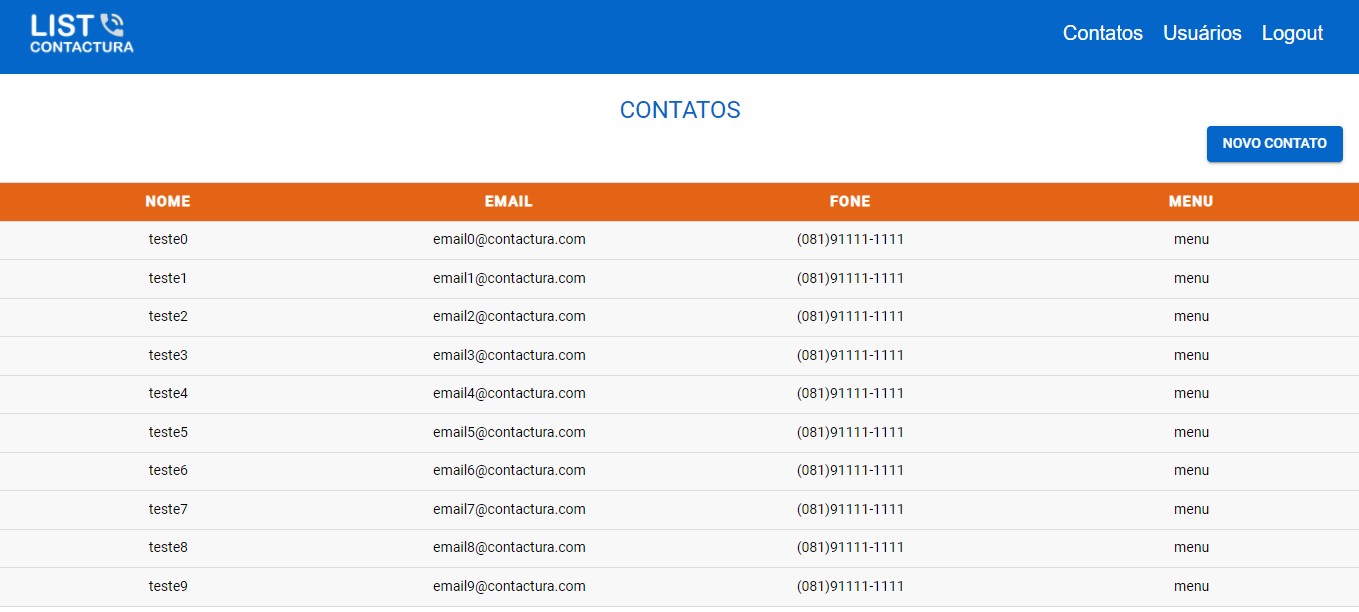 LIST
CONTACTURA
Contatos Usuários Logout
CONTATOS
NOVO CONTATO
NOME EMAIL FONE MENU
teste0 email0@contactura.com (081)91111-1111 menu
teste1 email1@contactura.com (081)91111-1111 menu
teste2 email2@contactura.com (081)91111-1111 menu
teste3 email3@contactura.com (081)91111-1111 menu
teste4 email4@contactura.com (081)91111-1111 menu
teste5 email5@contactura.com (081)91111-1111 menu
teste6 email6@contactura.com (081)91111-1111 menu
teste7 email7@contactura.com (081)91111-1111 menu
teste8 email8@contactura.com (081)91111-1111 menu
teste9 email9@contactura.com (081)91111-1111 menu